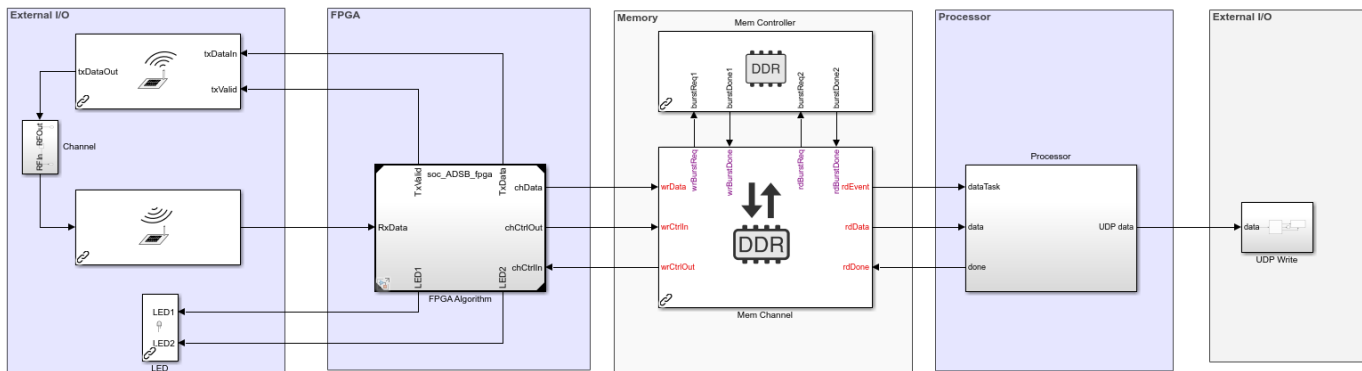 External I/O
txDataIn
txDataOut
txValid
RFOut
RFIn
Channel
LED1
LED2
LED
FPGA
soc_ADSB_fpga
TxValid
TxData
chData
RxData
chCtrlOut
chCtrlIn
LED1
LED2
FPGA Algorithm
Memory
Mem Controller
DDR
burstReq1
burstDone1
burstReq2
burstDone2
wrBurstReq
wrBurstDone
rdBurstReq
rdBurstDone
wrData
rdEvent
wrCtrlIn
rdData
DDR
wrCtrlOut
rdDone
Mem Channel
Processor
Processor
dataTask
data
UDP data
done
External I/O
data
UDP Write